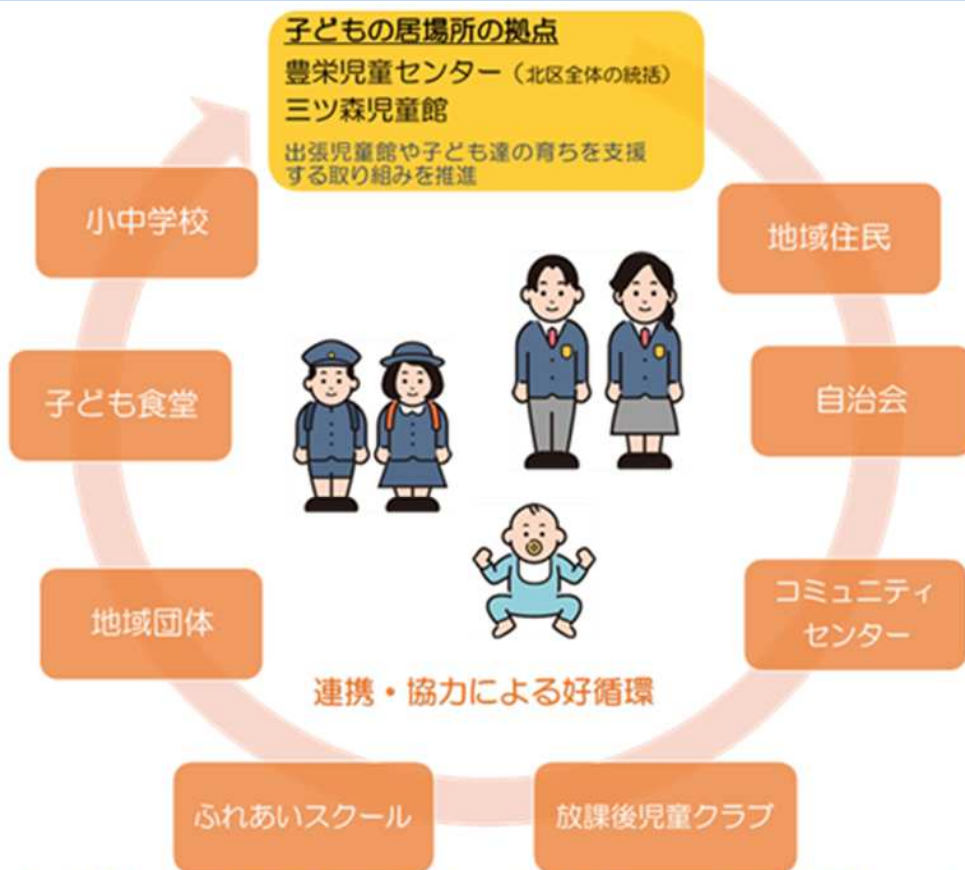 子どもの居場所の拠点
豊栄児童センター（北区全体の統括）
三ツ森児童館
出張児童館や子ども達の育ちを支援
する取り組みを推進
地域住民
自治会
コミュニティ
センター
放課後児童クラブ
ふれあいスクール
地域団体
子ども食堂
小中学校
連携・協力による好循環